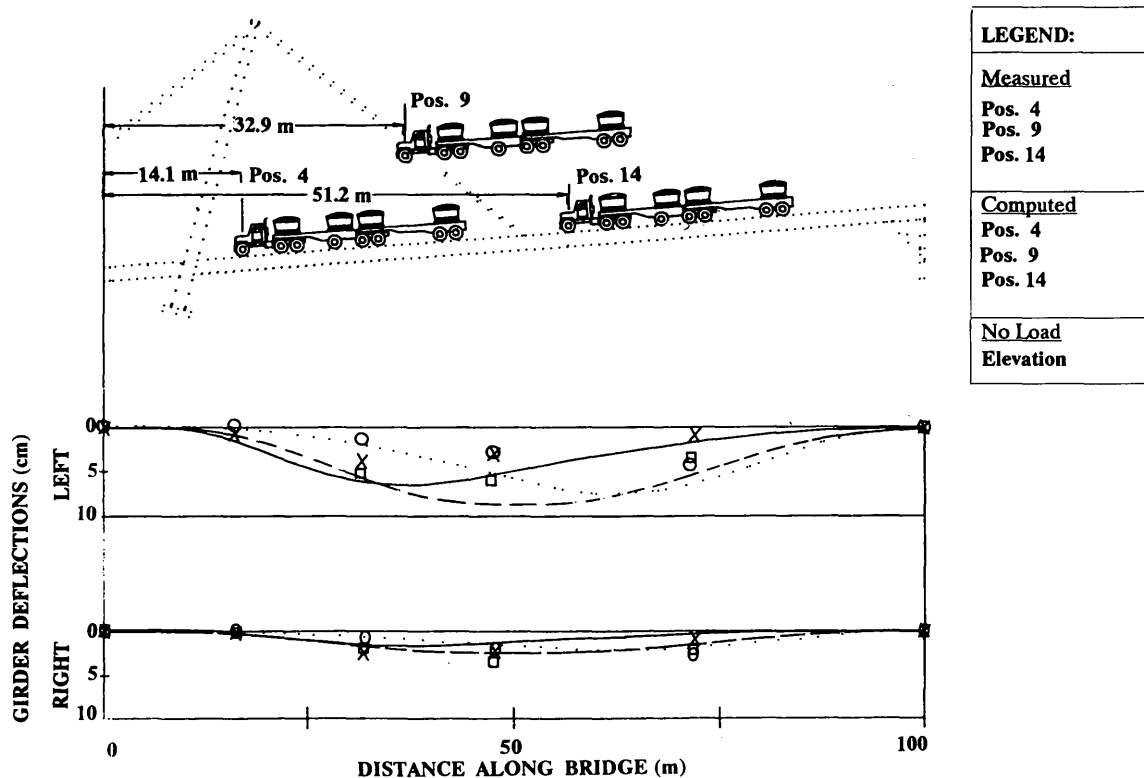 LEGEND:
Measured
Pos. 4
Pos. 9
Pos. 14
Computed
Pos. 4
Pos. 9
Pos. 14
No Load
Elevation
Pos. 9
32.9 m
14.1 m
Pos. 4
Pos. 14
51.2 m
GIRDER DEFLECTIONS (cm)
LEFT
0
5
10
RIGHT
0
5
10
0
50
100
DISTANCE ALONG BRIDGE (m)